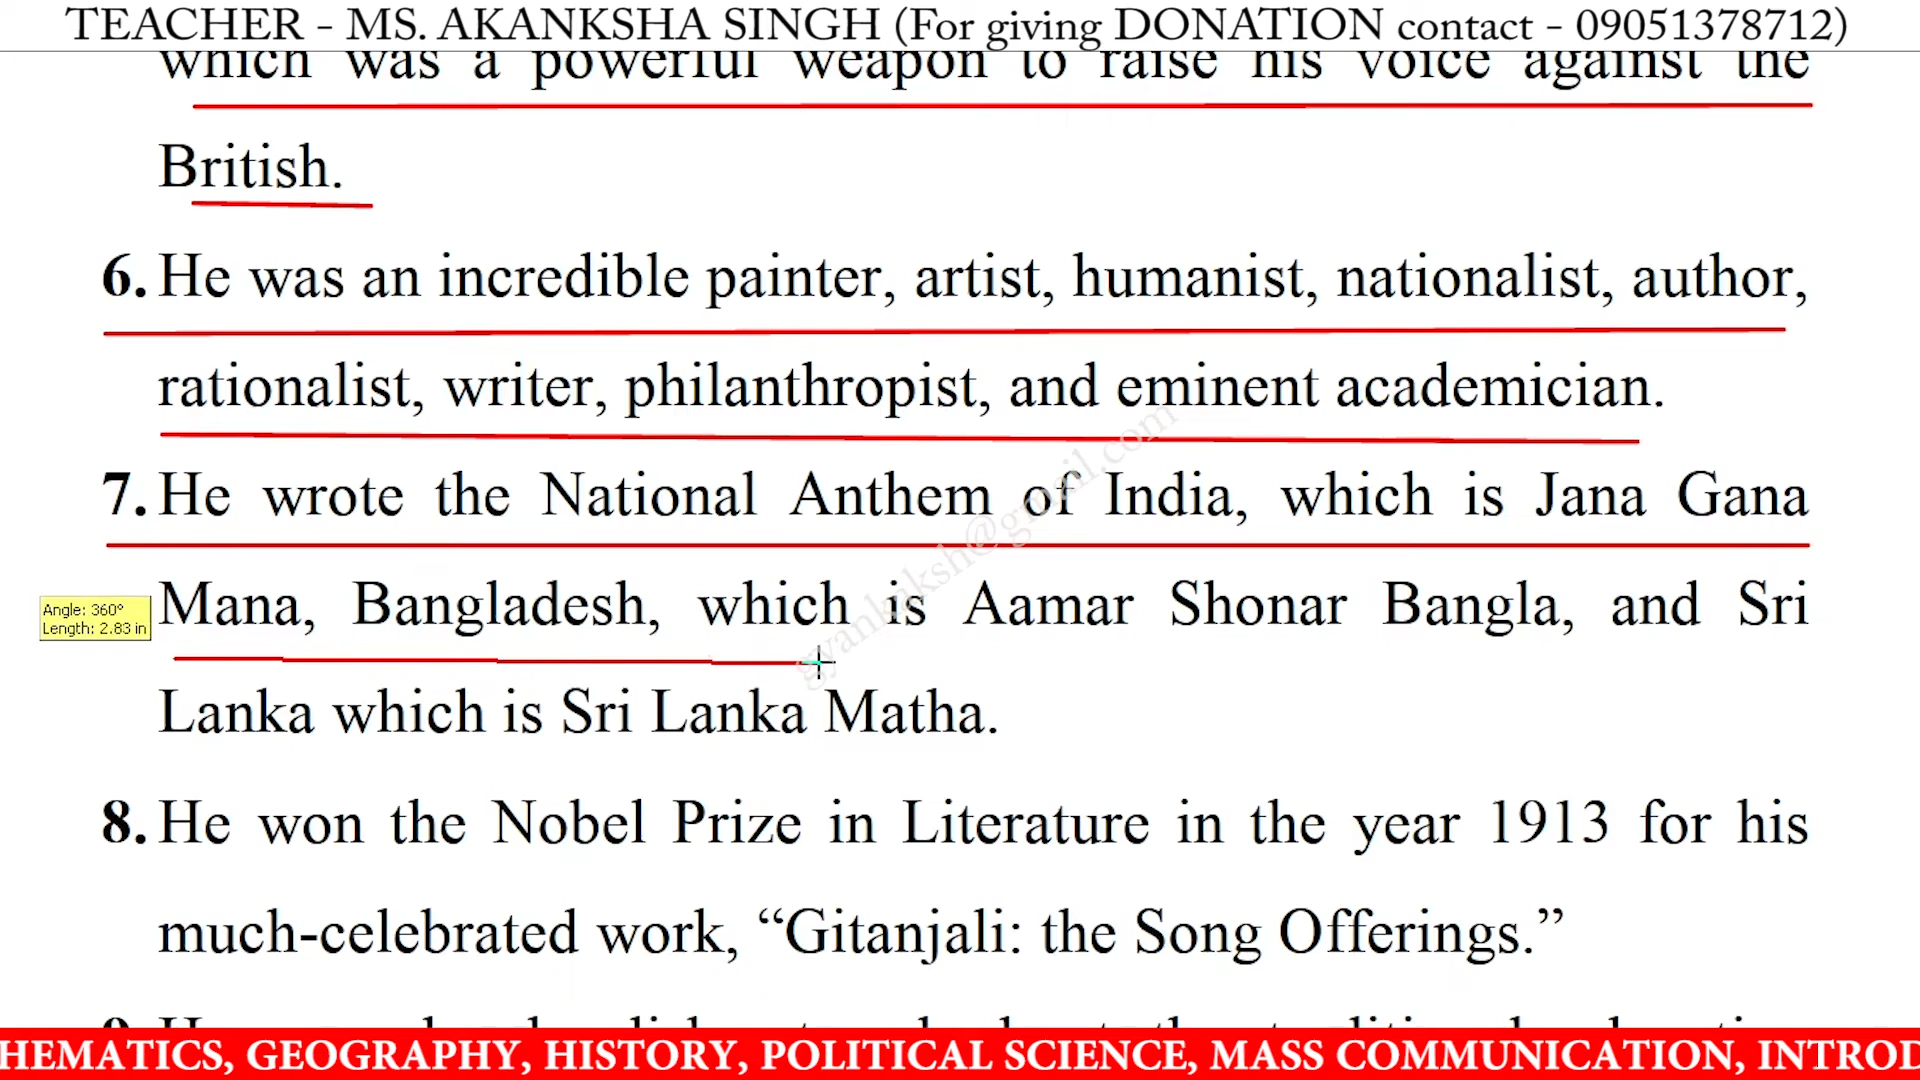 TEACHER - MS. AKANKSHA SINGH (For giving DONATION contact - 09051378712)
which was a powerful weapon to raise his voice against the
British.
6. He was an incredible painter, artist, humanist, nationalist, author,
rationalist, writer, philanthropist, and eminent academician.
7. He wrote the National Anthem of India, which is Jana Gana
Mana, Bangladesh, which is Aamar Shonar Bangla, and Sri
Angle: 360°
Length: 2.83 in
Lanka which is Sri Lanka Matha.
gyankaksh@gmail.com
8. He won the Nobel Prize in Literature in the year 1913 for his
much-celebrated work, “Gitanjali: the Song Offerings.”
HEMATICS, GEOGRAPHY, HISTORY, POLITICAL SCIENCE, MASS COMMUNICATION, INTROD